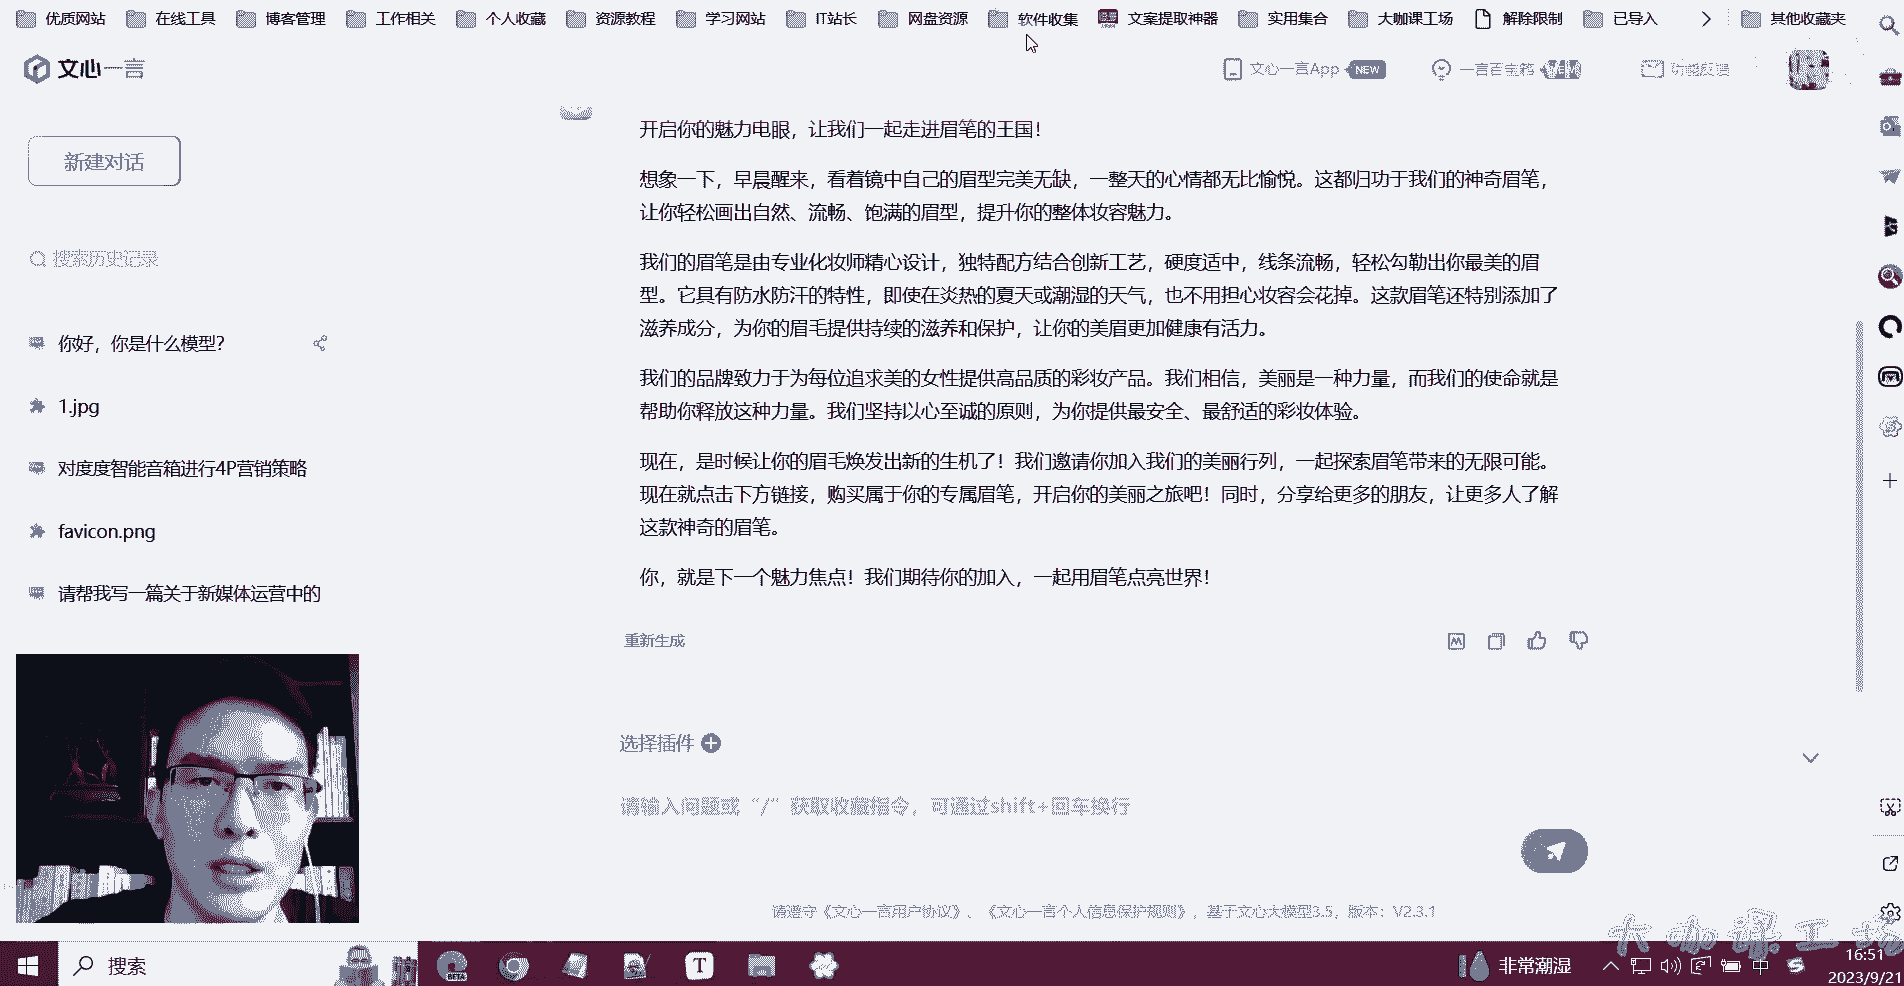 优质网站 在线工具 博客管理 工作相关 个人收藏 资源教程 学习网站 IT站长 网盘资源 软件收集 文案提取神器 实用集合 大咖课工场 解除限制 已导入 其他收藏夹
文心一言
文心一言App NEW 一言百宝箱 NEW 功能反馈
新建对话
搜索历史记录
你好，你是什么模型？
1.jpg
对度度智能音箱进行4P营销策略
favicon.png
请帮我写一篇关于新媒体运营中的
开启你的魅力电眼，让我们一起走进眉笔的王国！
想象一下，早晨醒来，看着镜中自己的眉型完美无缺，一整天的心情都无比愉悦。这都归功于我们的神奇眉笔，
让你轻松画出自然、流畅、饱满的眉型，提升你的整体妆容魅力。
我们的眉笔是由专业化妆师精心设计，独特配方结合创新工艺，硬度适中，线条流畅，轻松勾勒出你最美的眉
型。它具有防水防汗的特性，即使在炎热的夏天或潮湿的天气，也不用担心妆容会花掉。这款眉笔还特别添加了
滋养成分，为你的眉毛提供持续的滋养和保护，让你的美眉更加健康有活力。
我们的品牌致力于为每位追求美的女性提供高品质的彩妆产品。我们相信，美丽是一种力量，而我们的使命就是
帮助你释放这种力量。我们坚持以心至诚的原则，为你提供最安全、最舒适的彩妆体验。
现在，是时候让你的眉毛焕发出新的生机了！我们邀请你加入我们的美丽行列，一起探索眉笔带来的无限可能。
现在就点击下方链接，购买属于你的专属眉笔，开启你的美丽之旅吧！同时，分享给更多的朋友，让更多人了解
这款神奇的眉笔。
你，就是下一个魅力焦点！我们期待你的加入，一起用眉笔点亮世界！
重新生成
选择插件
请输入问题或“/”获取收藏指令，可通过shift+回车换行
请遵守《文心一言用户协议》、《文心一言个人信息保护规则》，基于文心大模型3.5，版本：V2.3.1
大咖课工场
搜索
BETA
T
非常潮湿
中
16:51
2023/9/21